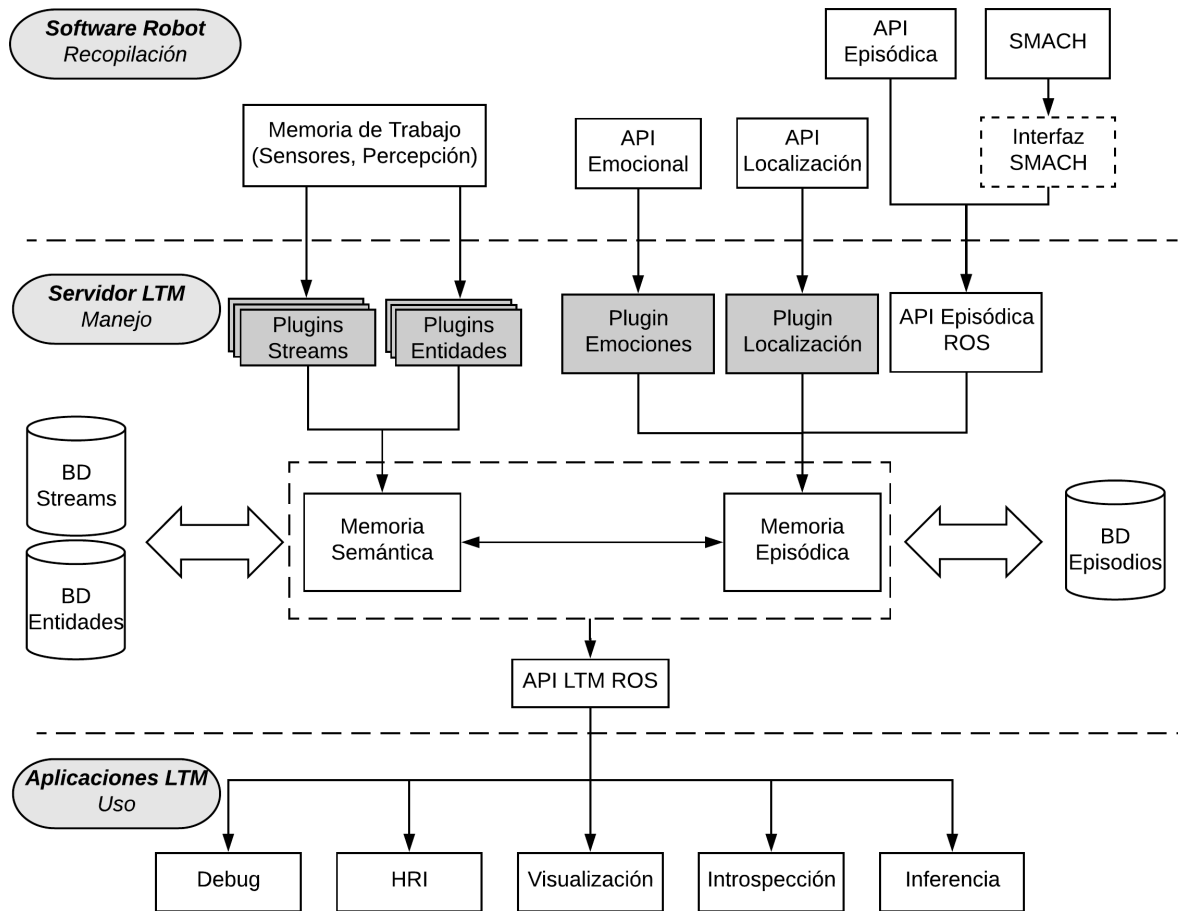 Software Robot
Recopilación
API
Episódica
SMACH
Memoria de Trabajo
(Sensores, Percepción)
API
Emocional
API
Localización
Interfaz
SMACH
Servidor LTM
Manejo
Plugins
Streams
Plugins
Entidades
Plugin
Emociones
Plugin
Localización
API Episódica
ROS
BD
Streams
BD
Entidades
Memoria
Semántica
Memoria
Episódica
BD
Episodios
API LTM ROS
Aplicaciones LTM
Uso
Debug
HRI
Visualización
Introspección
Inferencia